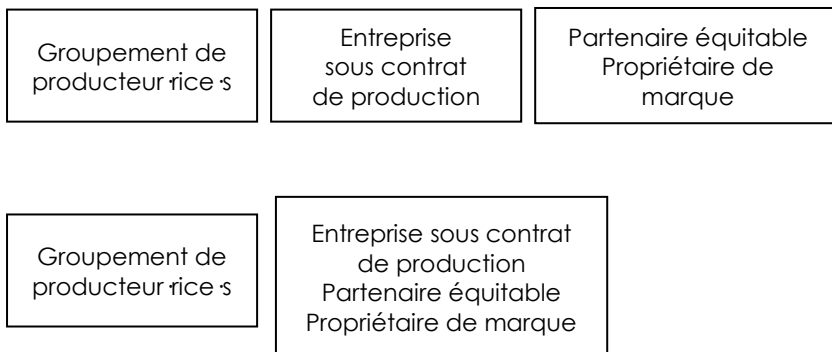 Groupement de
producteur·rice·s
Entreprise
sous contrat
de production
Partenaire équitable
Propriétaire de
marque
Groupement de
producteur·rice·s
Entreprise sous contrat
de production
Partenaire équitable
Propriétaire de marque